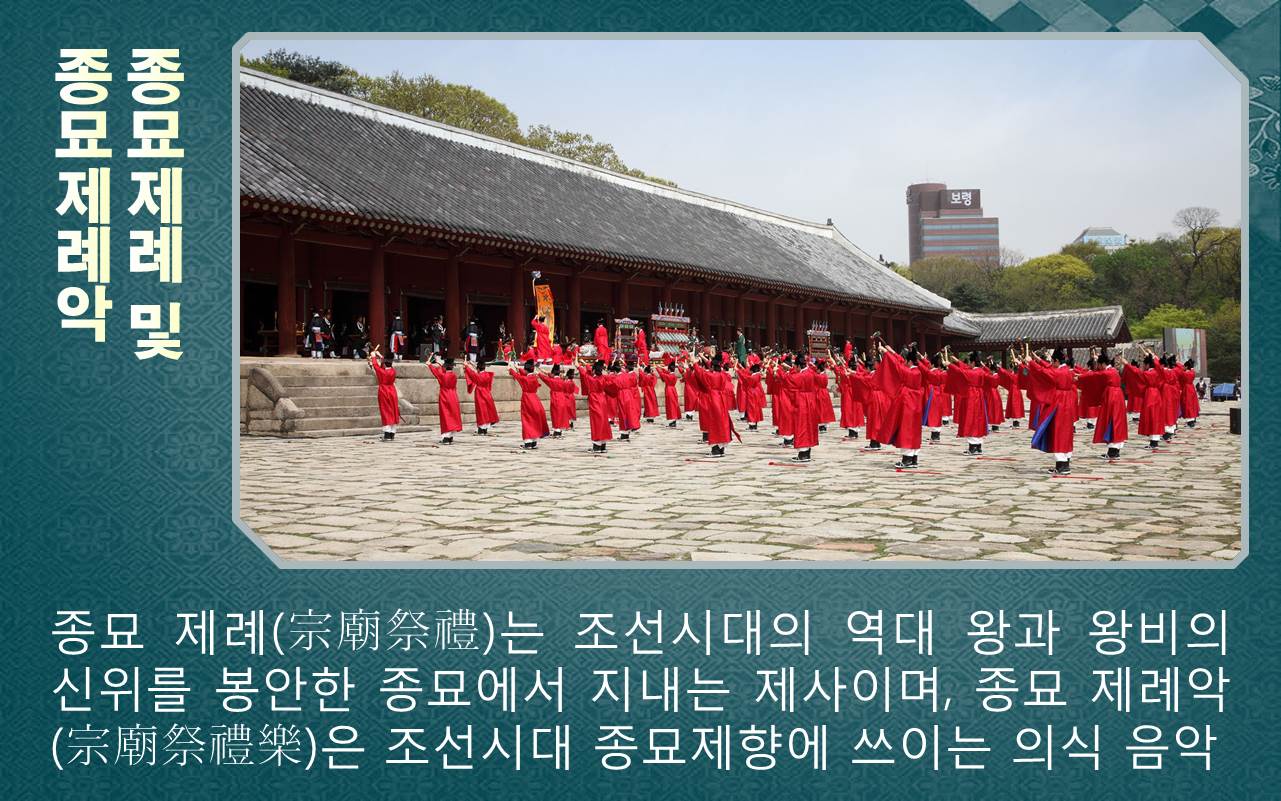 종묘제례 및
종묘제례악
보령
종묘 제례(宗廟祭禮)는 조선시대의 역대 왕과 왕비의
신위를 봉안한 종묘에서 지내는 제사이며, 종묘 제례악
(宗廟祭禮樂)은 조선시대 종묘제향에 쓰이는 의식 음악